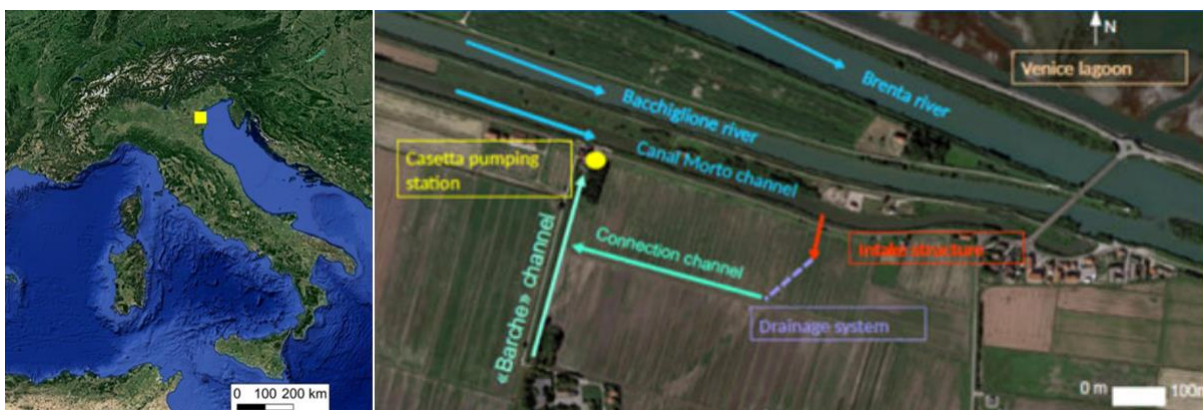 0 100 200 km
N
Venice lagoon
Brenta river
Bacchiglione river
Casetta pumping
station
Canal Morto channel
«Barche» channel
Connection channel
Intake structure
Drainage system
0 m 100m